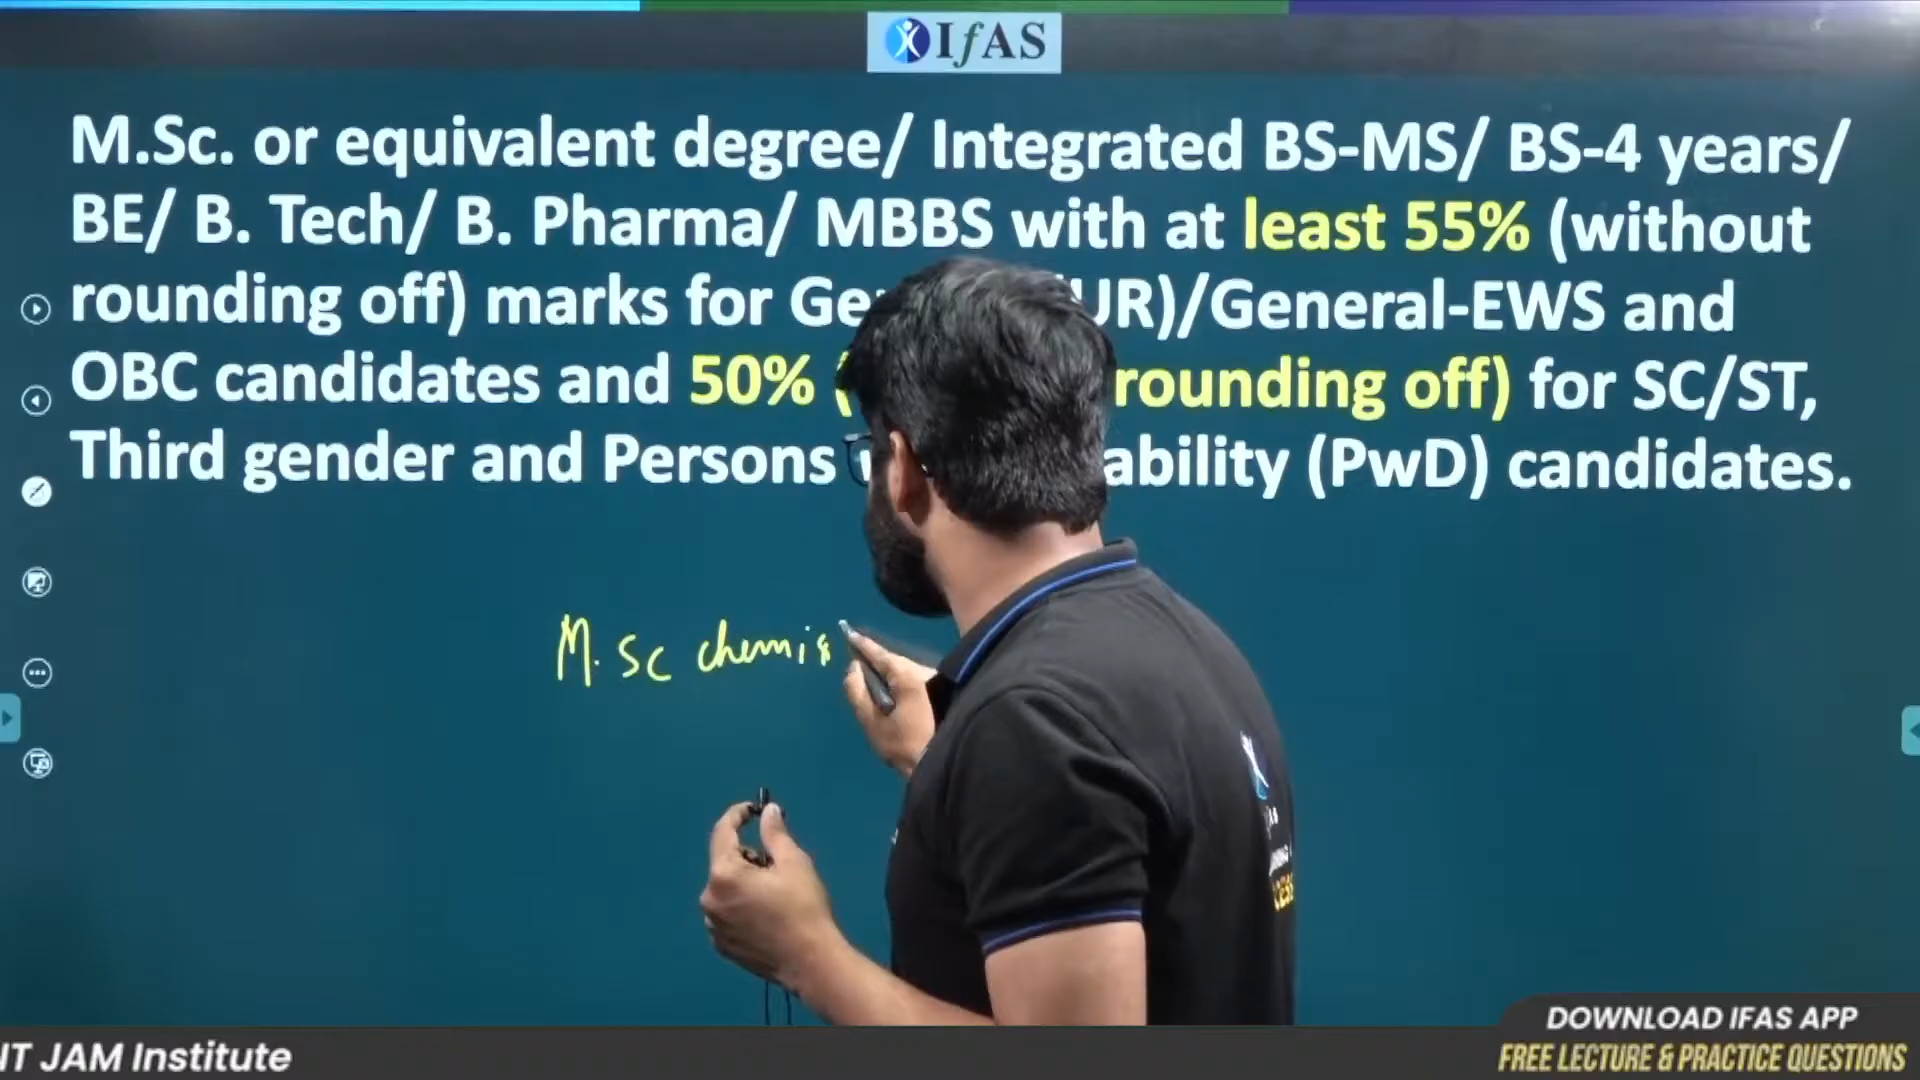 IfAS
M.Sc. or equivalent degree/ Integrated BS-MS/ BS-4 years/
BE/ B. Tech/ B. Pharma/ MBBS with at least 55% (without
rounding off) marks for Ge UR)/General-EWS and
OBC candidates and 50% ( rounding off) for SC/ST,
Third gender and Persons ability (PwD) candidates.
M.Sc chemis
DOWNLOAD IFAS APP
IT JAM Institute
FREE LECTURE & PRACTICE QUESTIONS